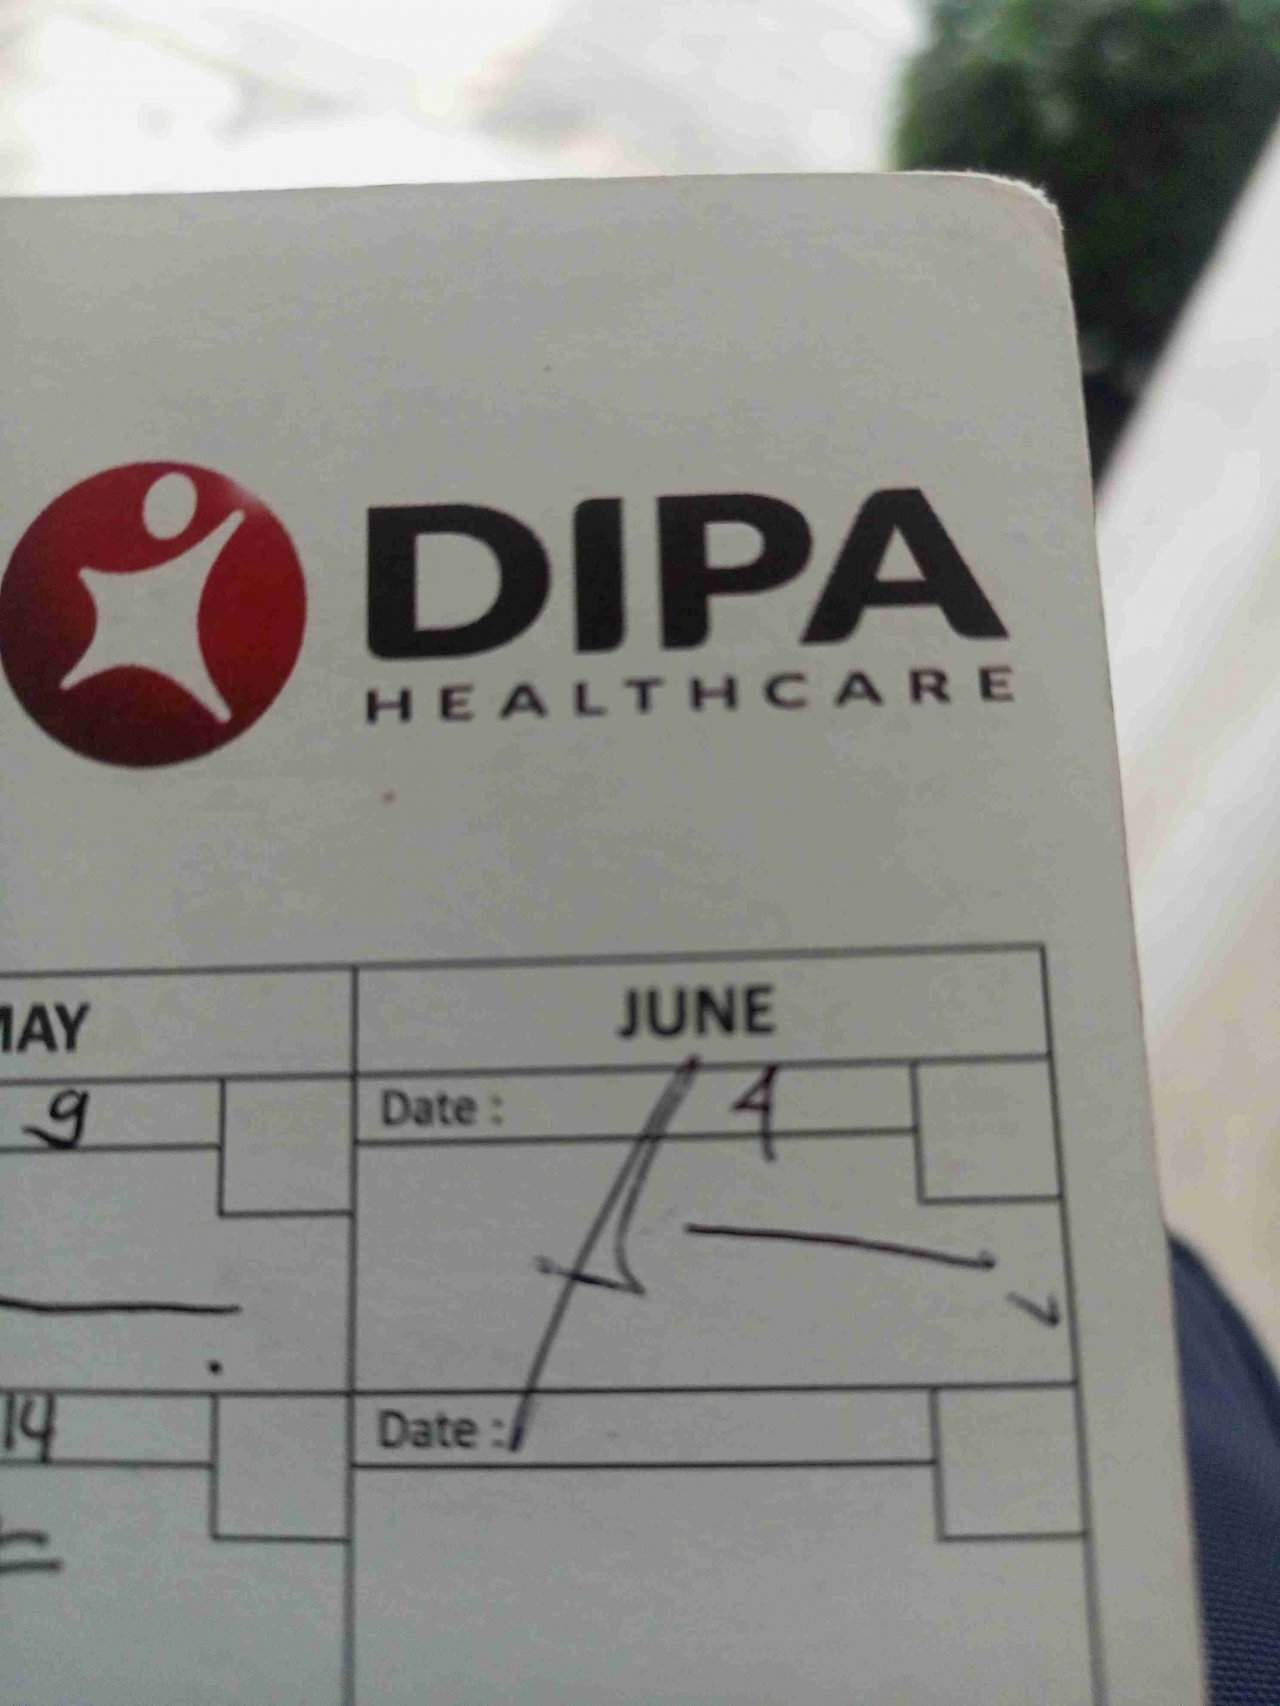 DIPA
HEALTHCARE
MAY
JUNE
9
Date : 4
14
Date :